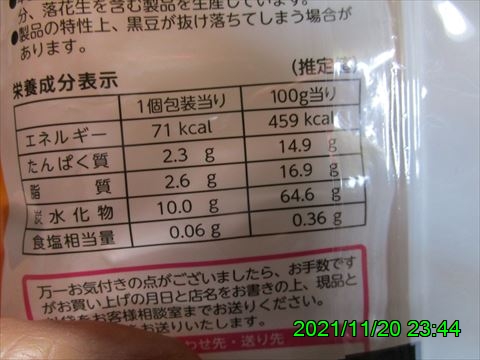 分、落花生を含む製品を生産しています。
●製品の特性上、黒豆が抜け落ちてしまう場合が
あります。
栄養成分表示 (推定
1個包装当り 100g当り
エネルギー 71 kcal 459 kcal
たんぱく質 2.3 g 14.9 g
脂 質 2.6 g 16.9 g
炭水化物 10.0 g 64.6 g
食塩相当量 0.06 g 0.36 g
万一お気付きの点がございましたら、お手数です
がお買い上げの月日と店名をお書きの上、現品と
をお客様相談室までお送りください。
をお送りいたします。
わせ先・送り先
2021/11/20 23:44